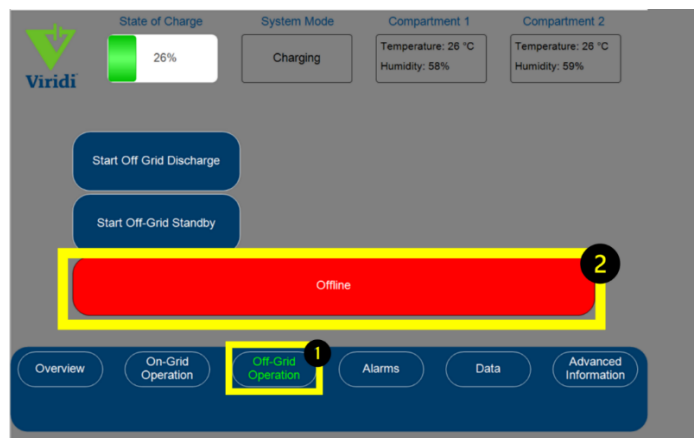 State of Charge
System Mode
Compartment 1
Compartment 2
Viridi
26%
Charging
Temperature: 26 °C
Humidity: 58%
Temperature: 26 °C
Humidity: 59%
Start Off Grid Discharge
Start Off-Grid Standby
2
Offline
1
Overview
On-Grid
Operation
Off-Grid
Operation
Alarms
Data
Advanced
Information